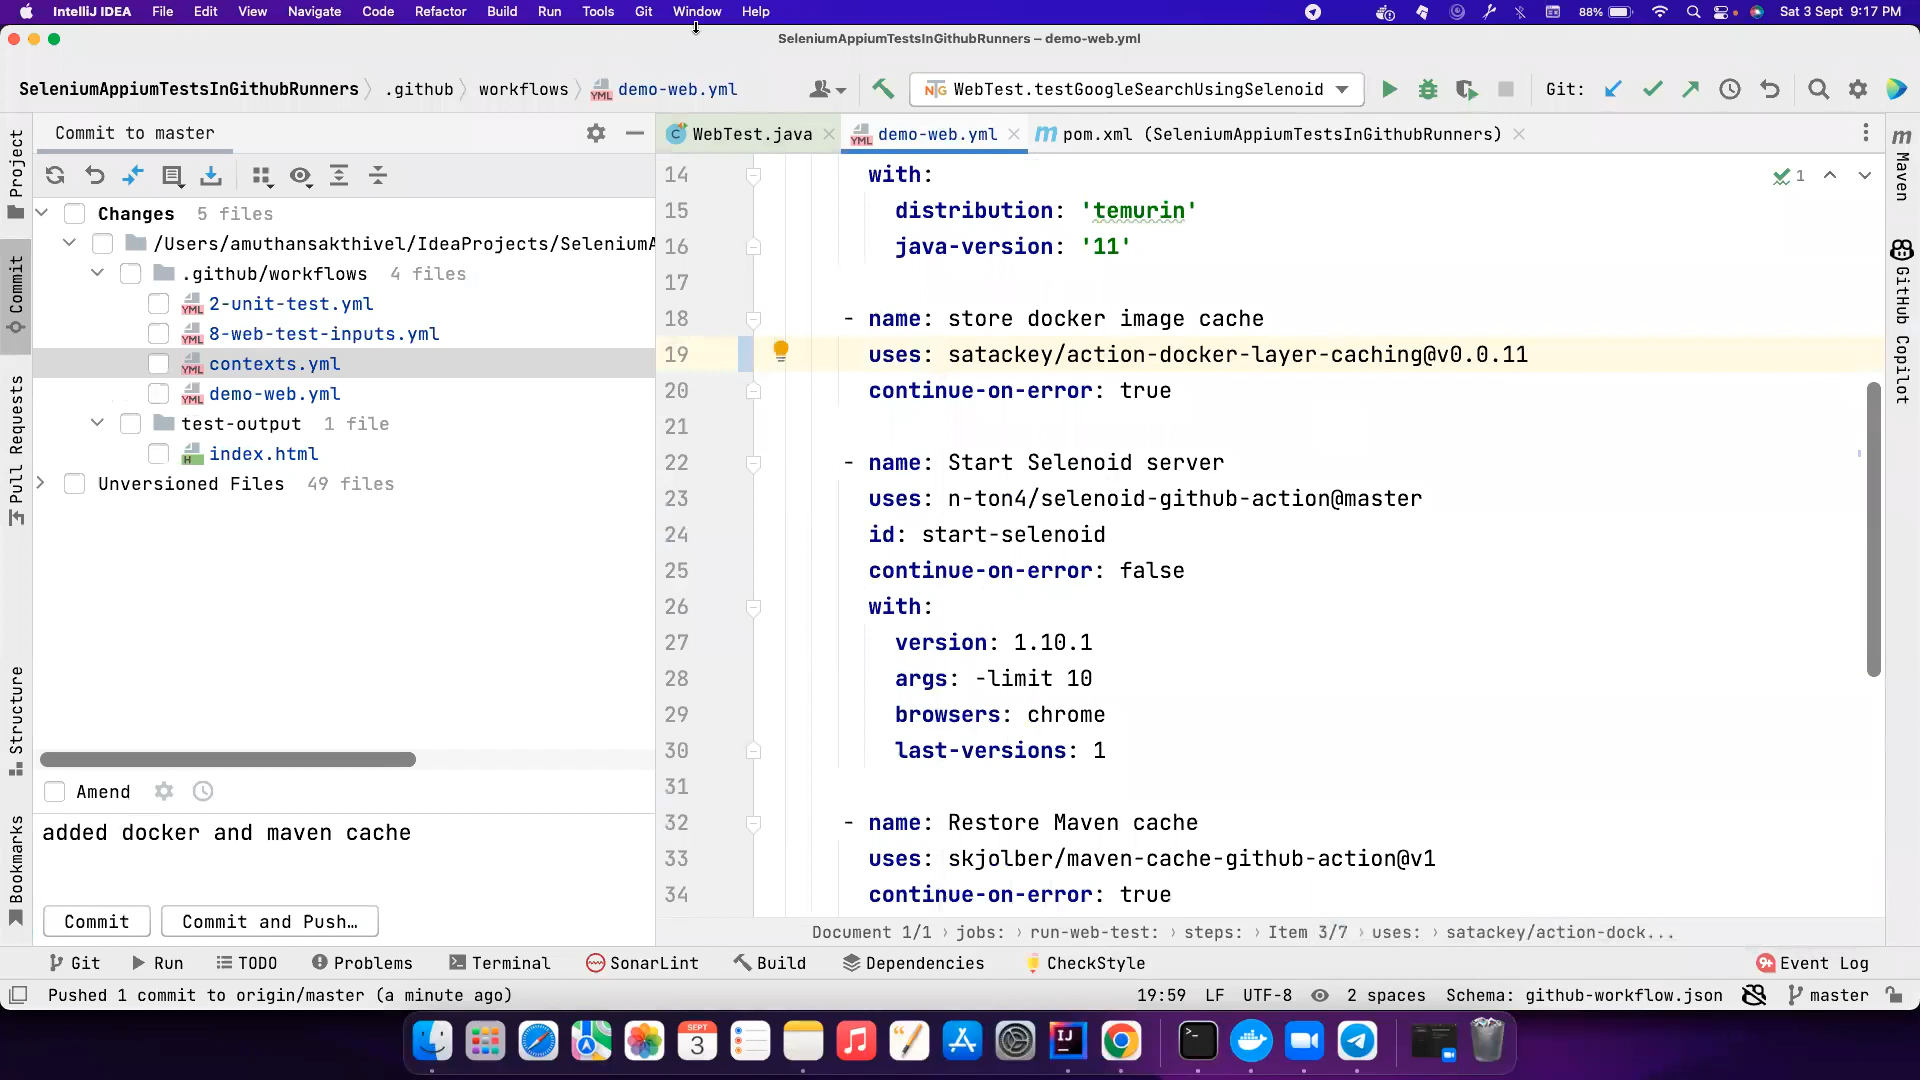 IntelliJ IDEA File Edit View Navigate Code Refactor Build Run Tools Git Window Help 88% Sat 3 Sept 9:17 PM
SeleniumAppiumTestsInGithubRunners – demo-web.yml
SeleniumAppiumTestsInGithubRunners .github workflows demo-web.yml WebTest.testGoogleSearchUsingSelenoid Git:
Commit to master
WebTest.java demo-web.yml pom.xml (SeleniumAppiumTestsInGithubRunners)
Project
Commit
Pull Requests
Structure
Bookmarks
Changes 5 files
/Users/amuthansakthivel/IdeaProjects/SeleniumA
.github/workflows 4 files
2-unit-test.yml
8-web-test-inputs.yml
contexts.yml
demo-web.yml
test-output 1 file
index.html
Unversioned Files 49 files
Amend
added docker and maven cache
Commit Commit and Push...
14 with:
15 distribution: 'temurin'
16 java-version: '11'
17
18 - name: store docker image cache
19 uses: satackey/action-docker-layer-caching@v0.0.11
20 continue-on-error: true
21
22 - name: Start Selenoid server
23 uses: n-ton4/selenoid-github-action@master
24 id: start-selenoid
25 continue-on-error: false
26 with:
27 version: 1.10.1
28 args: -limit 10
29 browsers: chrome
30 last-versions: 1
31
32 - name: Restore Maven cache
33 uses: skjolber/maven-cache-github-action@v1
34 continue-on-error: true
1
Maven
GitHub Copilot
Document 1/1 › jobs: › run-web-test: › steps: › Item 3/7 › uses: › satackey/action-dock...
Git Run TODO Problems Terminal SonarLint Build Dependencies CheckStyle 9+ Event Log
Pushed 1 commit to origin/master (a minute ago) 19:59 LF UTF-8 2 spaces Schema: github-workflow.json master
SEPT
3
IJ